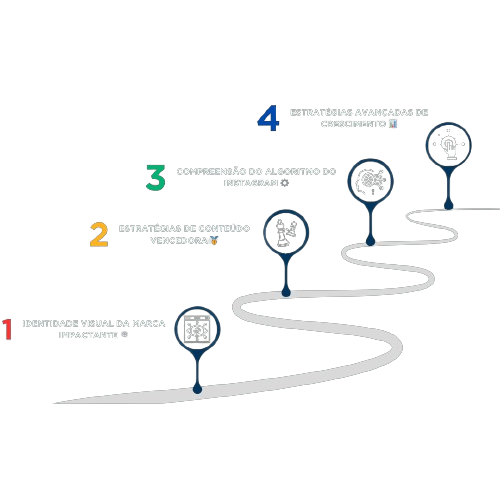 4
ESTRATÉGIAS AVANÇADAS DE
CRESCIMENTO
3
COMPREENSÃO DO ALGORITMO DO
INSTAGRAM
2
ESTRATÉGIAS DE CONTEÚDO
VENCEDORA
1
IDENTIDADE VISUAL DA MARCA
IMPACTANTE